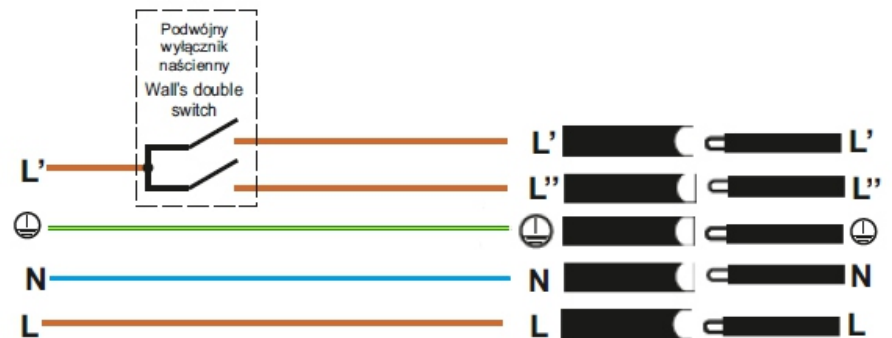 Podwójny
wyłącznik
naścienny
Wall's double
switch
L' L' L'
L'' L''
N N N
L L L